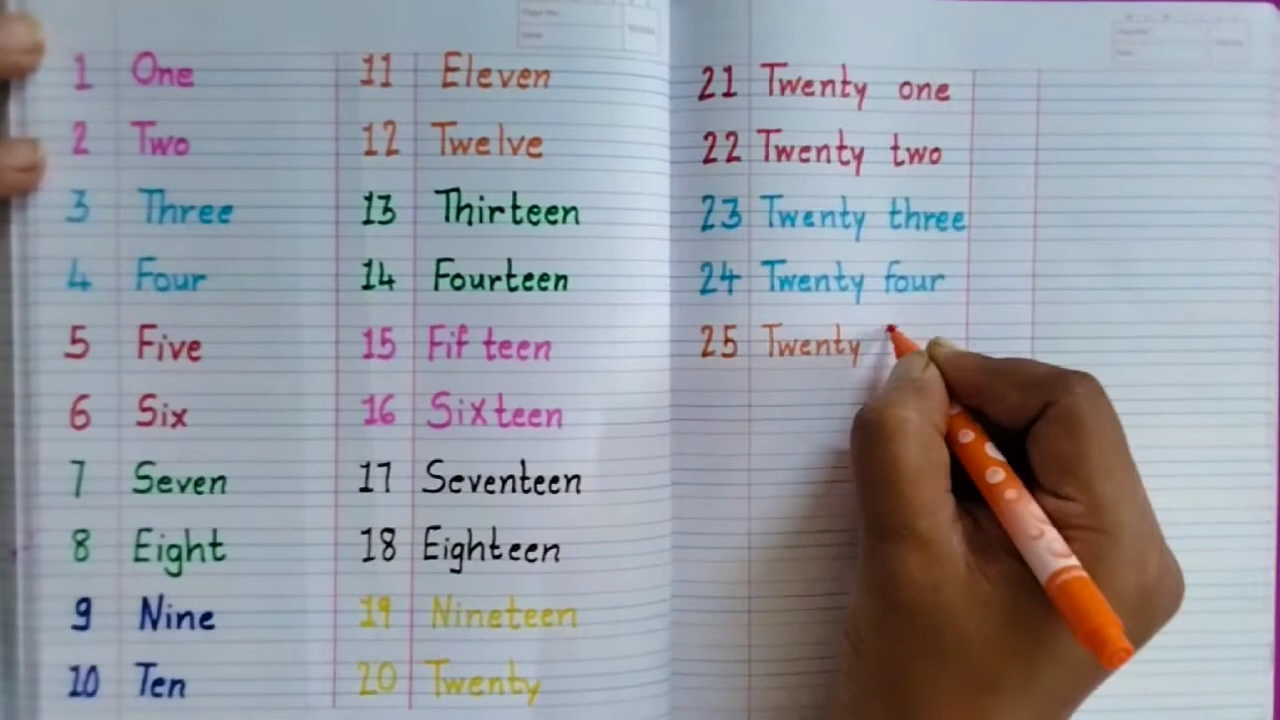 1 One
2 Two
3 Three
4 Four
5 Five
6 Six
7 Seven
8 Eight
9 Nine
10 Ten
11 Eleven
12 Twelve
13 Thirteen
14 Fourteen
15 Fif teen
16 Sixteen
17 Seventeen
18 Eighteen
19 Nineteen
20 Twenty
21 Twenty one
22 Twenty two
23 Twenty three
24 Twenty four
25 Twenty